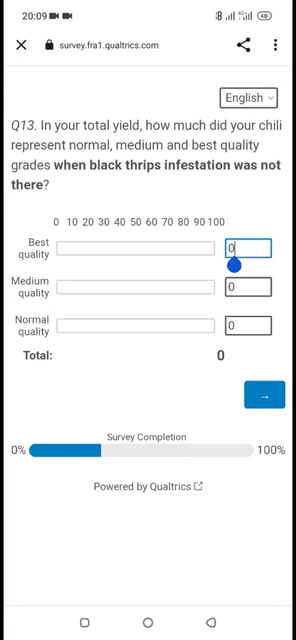 20:09 4G 46
survey.fra1.qualtrics.com
English
Q13. In your total yield, how much did your chili
represent normal, medium and best quality
grades when black thrips infestation was not
there?
0 10 20 30 40 50 60 70 80 90 100
Best
quality 0
Medium
quality 0
Normal
quality 0
Total: 0
→
Survey Completion
0% 100%
Powered by Qualtrics